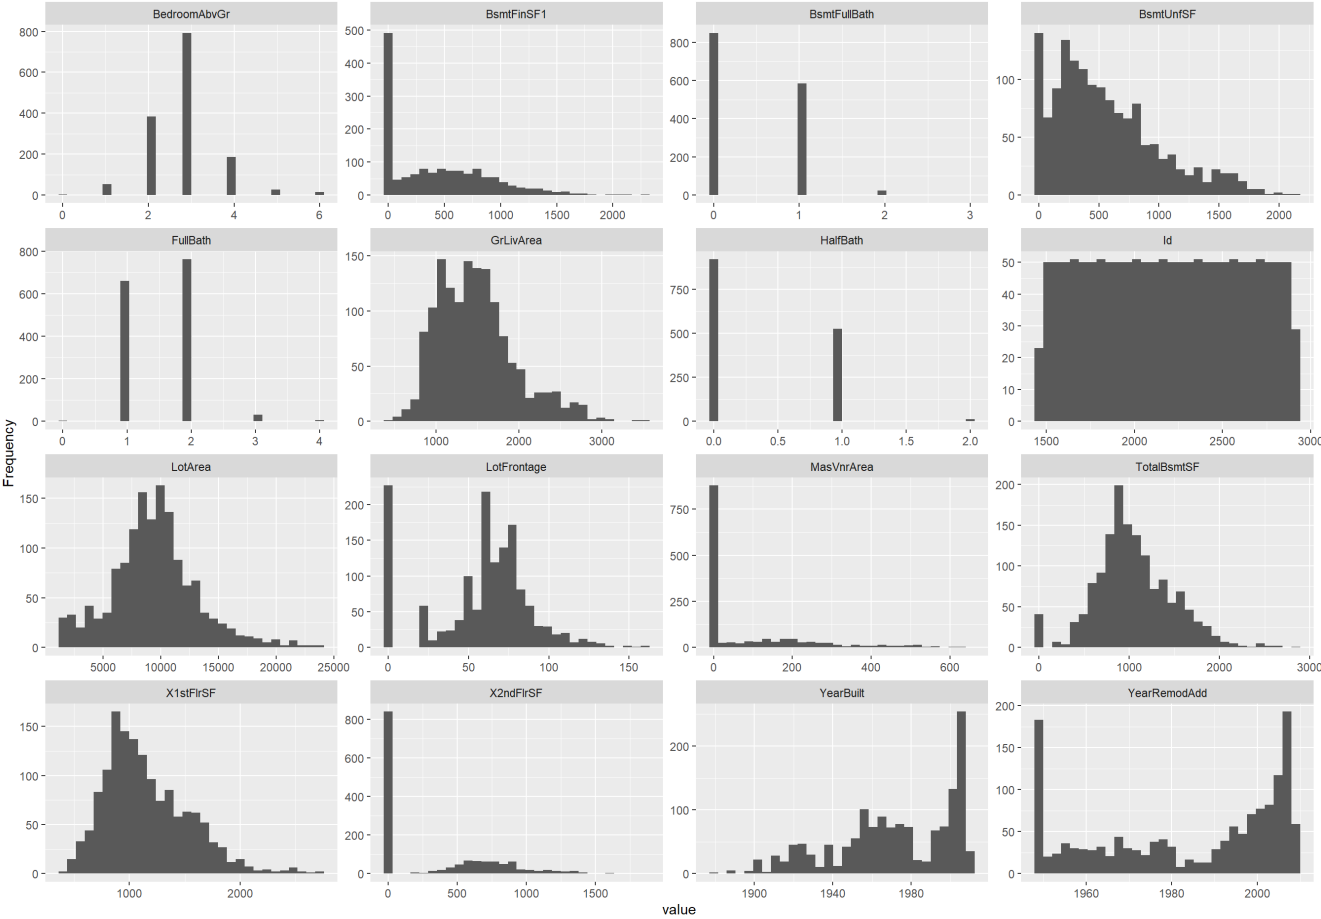 BedroomAbvGr BsmtFinSF1 BsmtFullBath BsmtUnfSF
800 600 400 200 0
0 2 4 6
500 400 300 200 100 0
0 500 1000 1500 2000
800 600 400 200 0
0 1 2 3
100 50 0
0 500 1000 1500 2000
FullBath GrLivArea HalfBath Id
800 600 400 200 0
0 1 2 3 4
150 100 50 0
1000 2000 3000
750 500 250 0
0.0 0.5 1.0 1.5 2.0
50 40 30 20 10 0
1500 2000 2500 3000
Frequency
LotArea LotFrontage MasVnrArea TotalBsmtSF
150 100 50 0
5000 10000 15000 20000 25000
200 150 100 50 0
0 50 100 150
750 500 250 0
0 200 400 600
200 150 100 50 0
0 1000 2000 3000
X1stFlrSF X2ndFlrSF YearBuilt YearRemodAdd
150 100 50 0
1000 2000
800 600 400 200 0
0 500 1000 1500
200 100 0
1900 1940 1980
200 150 100 50 0
1960 1980 2000
value